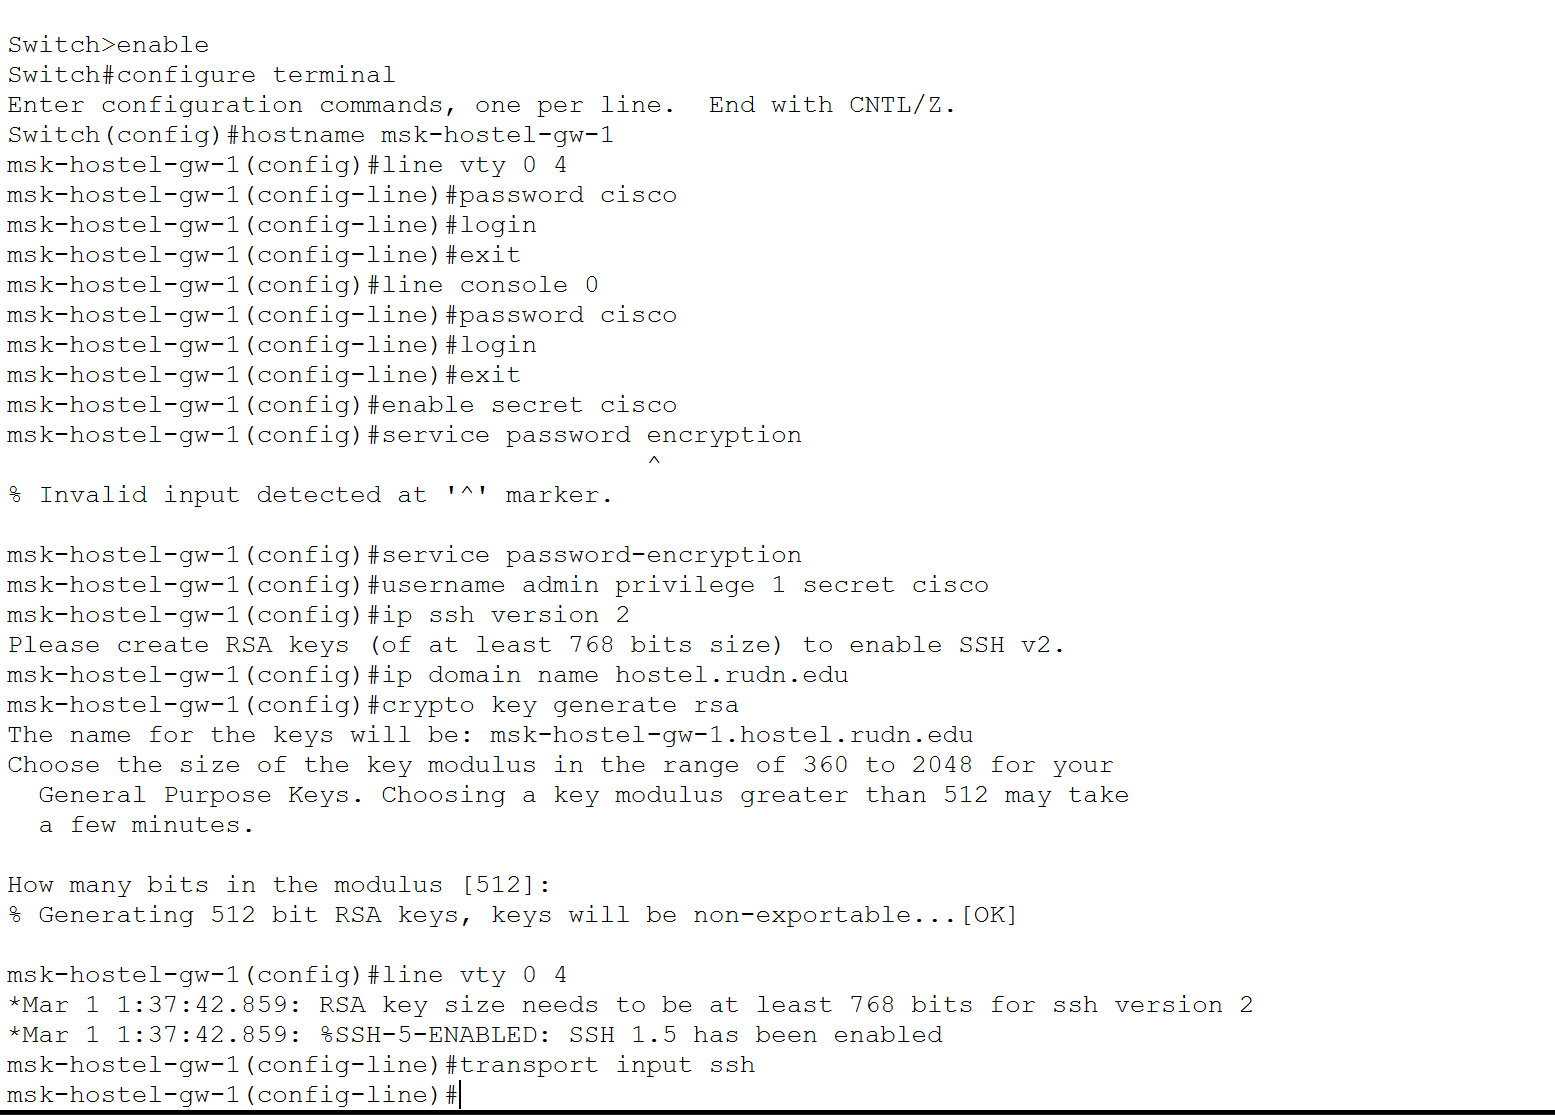 Switch>enable
Switch#configure terminal
Enter configuration commands, one per line.  End with CNTL/Z.
Switch(config)#hostname msk-hostel-gw-1
msk-hostel-gw-1(config)#line vty 0 4
msk-hostel-gw-1(config-line)#password cisco
msk-hostel-gw-1(config-line)#login
msk-hostel-gw-1(config-line)#exit
msk-hostel-gw-1(config)#line console 0
msk-hostel-gw-1(config-line)#password cisco
msk-hostel-gw-1(config-line)#login
msk-hostel-gw-1(config-line)#exit
msk-hostel-gw-1(config)#enable secret cisco
msk-hostel-gw-1(config)#service password encryption
                                         ^
% Invalid input detected at '^' marker.

msk-hostel-gw-1(config)#service password-encryption
msk-hostel-gw-1(config)#username admin privilege 1 secret cisco
msk-hostel-gw-1(config)#ip ssh version 2
Please create RSA keys (of at least 768 bits size) to enable SSH v2.
msk-hostel-gw-1(config)#ip domain name hostel.rudn.edu
msk-hostel-gw-1(config)#crypto key generate rsa
The name for the keys will be: msk-hostel-gw-1.hostel.rudn.edu
Choose the size of the key modulus in the range of 360 to 2048 for your
  General Purpose Keys. Choosing a key modulus greater than 512 may take
  a few minutes.

How many bits in the modulus [512]:
% Generating 512 bit RSA keys, keys will be non-exportable...[OK]

msk-hostel-gw-1(config)#line vty 0 4
*Mar 1 1:37:42.859: RSA key size needs to be at least 768 bits for ssh version 2
*Mar 1 1:37:42.859: %SSH-5-ENABLED: SSH 1.5 has been enabled
msk-hostel-gw-1(config-line)#transport input ssh
msk-hostel-gw-1(config-line)#